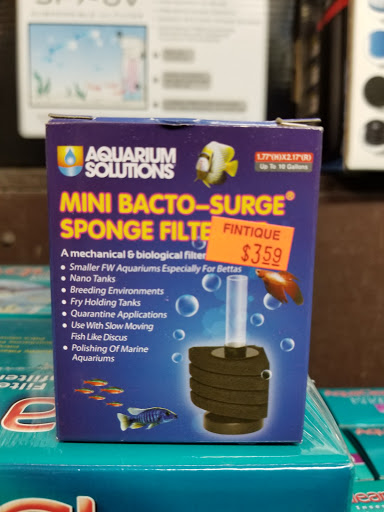 AQUARIUM
SOLUTIONS
1.77"(H)X2.17"(R)
Up To 10 Gallons
MINI BACTO-SURGE®
SPONGE FILTE
FINTIQUE
$3.59
A mechanical & biological filter
• Smaller FW Aquariums Especially For Bettas
• Nano Tanks
• Breeding Environments
• Fry Holding Tanks
• Quarantine Applications
• Use With Slow Moving
Fish Like Discus
• Polishing Of Marine
Aquariums